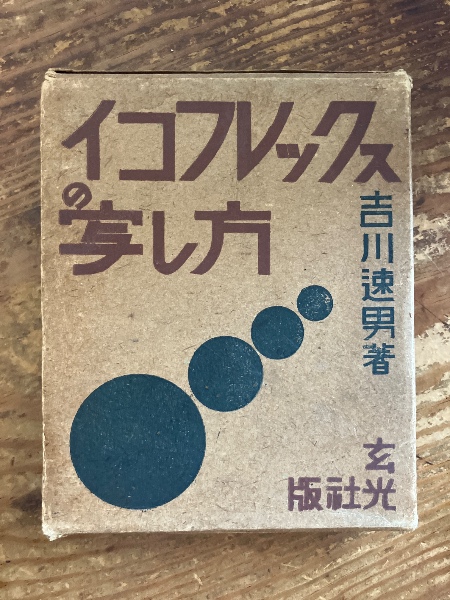 イコフレックス
の写し方
吉川速男著
玄光社版